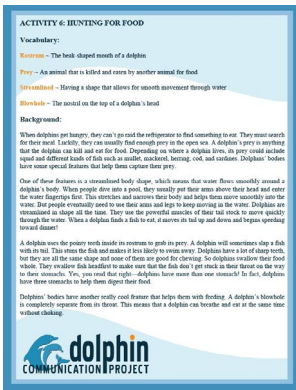 ACTIVITY 6: HUNTING FOR FOOD
Vocabulary:
Rostrum ~ The beak-shaped mouth of a dolphin
Prey ~ An animal that is killed and eaten by another animal for food
Streamlined ~ Having a shape that allows for smooth movement through water
Blowhole ~ The nostril on the top of a dolphin's head
Background:
When dolphins get hungry, they can't go raid the refrigerator to find something to eat. They must search
for their meal. Luckily, they can usually find enough prey in the open sea. A dolphin's prey is anything
that the dolphin can kill and eat for food. Depending on where a dolphin lives, its prey could include
squid and different kinds of fish such as mullet, mackerel, herring, cod, and sardines. Dolphins' bodies
have some special features that help them capture their prey.
One of these features is a streamlined body shape, which means that water flows smoothly around a
dolphin's body. When people dive into a pool, they usually put their arms above their head and enter
the water fingertips first. This stretches and narrows their body and helps them move smoothly into the
water. But people eventually need to use their arms and legs to keep moving in the water. Dolphins are
streamlined in shape all the time. They use the powerful muscles of their tail stock to move quickly
through the water. When a dolphin finds a fish to eat, it moves its tail up and down and begins speeding
toward dinner!
A dolphin uses the pointy teeth inside its rostrum to grab its prey. A dolphin will sometimes slap a fish
with its tail. This stuns the fish and makes it less likely to swim away. Dolphins have a lot of sharp teeth,
but they are all the same shape and none of them are good for chewing. So dolphins swallow their food
whole. They swallow fish headfirst to make sure that the fish don't get stuck in their throat on the way
to their stomachs. Yes, you read that right—dolphins have more than one stomach! In fact, dolphins
have three stomachs to help them digest their food.
Dolphins' bodies have another really cool feature that helps them with feeding. A dolphin's blowhole
is completely separate from its throat. This means that a dolphin can breathe and eat at the same time
without choking.
dolphin
COMMUNICATION PROJECT